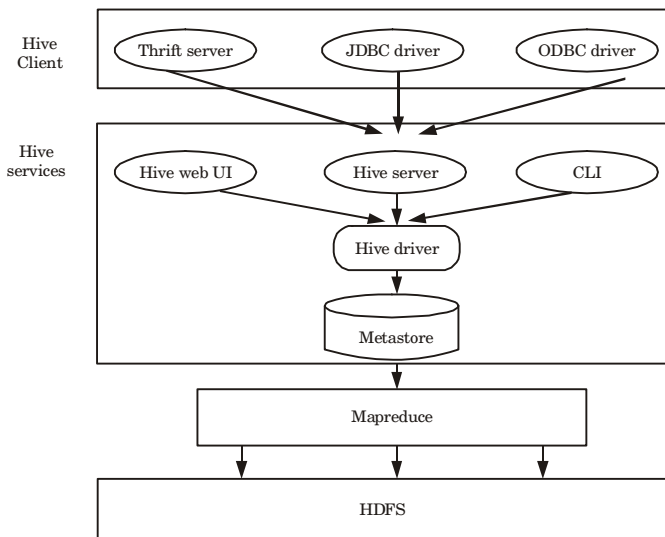 Hive
Client
Thrift server
JDBC driver
ODBC driver
Hive
services
Hive web UI
Hive server
CLI
Hive driver
Metastore
Mapreduce
HDFS